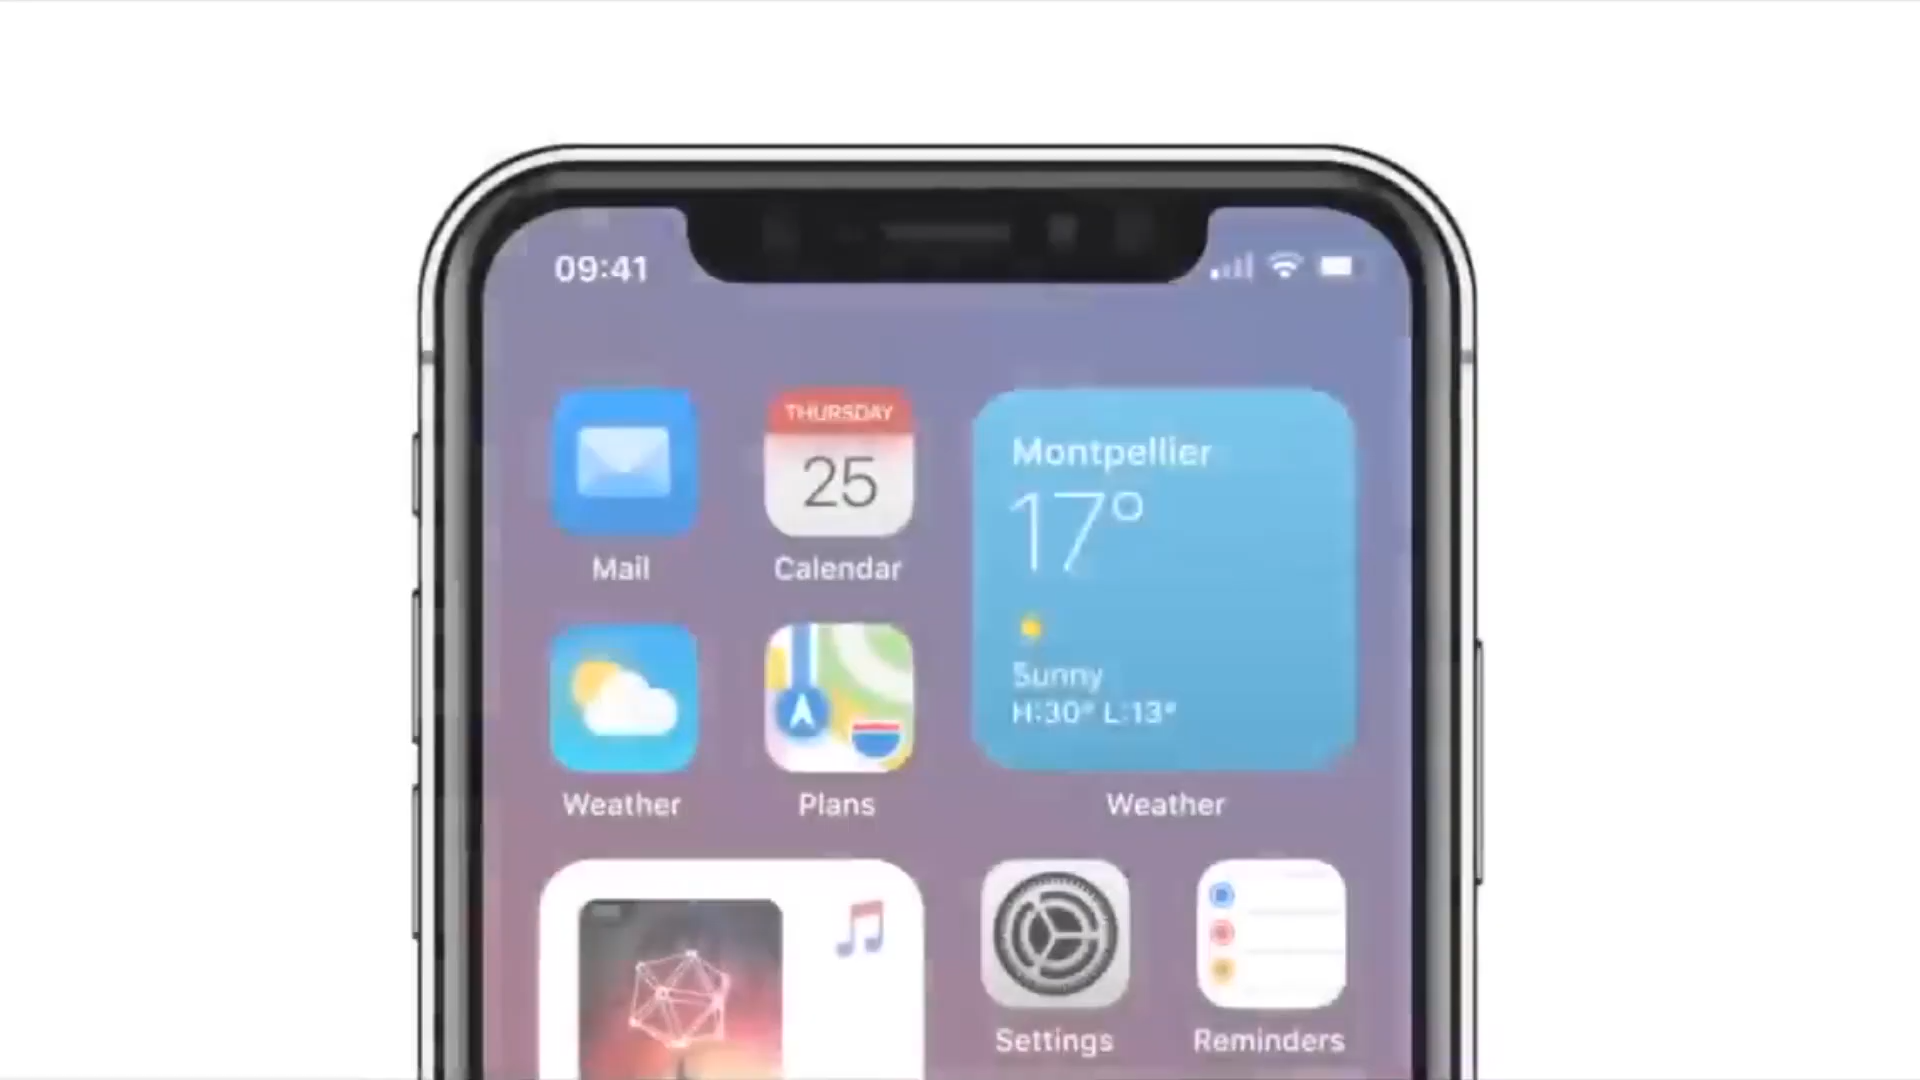 09:41
THURSDAY
25
Mail
Calendar
Montpellier
17°
Sunny
H:30° L:13°
Weather
Plans
Weather
Settings
Reminders